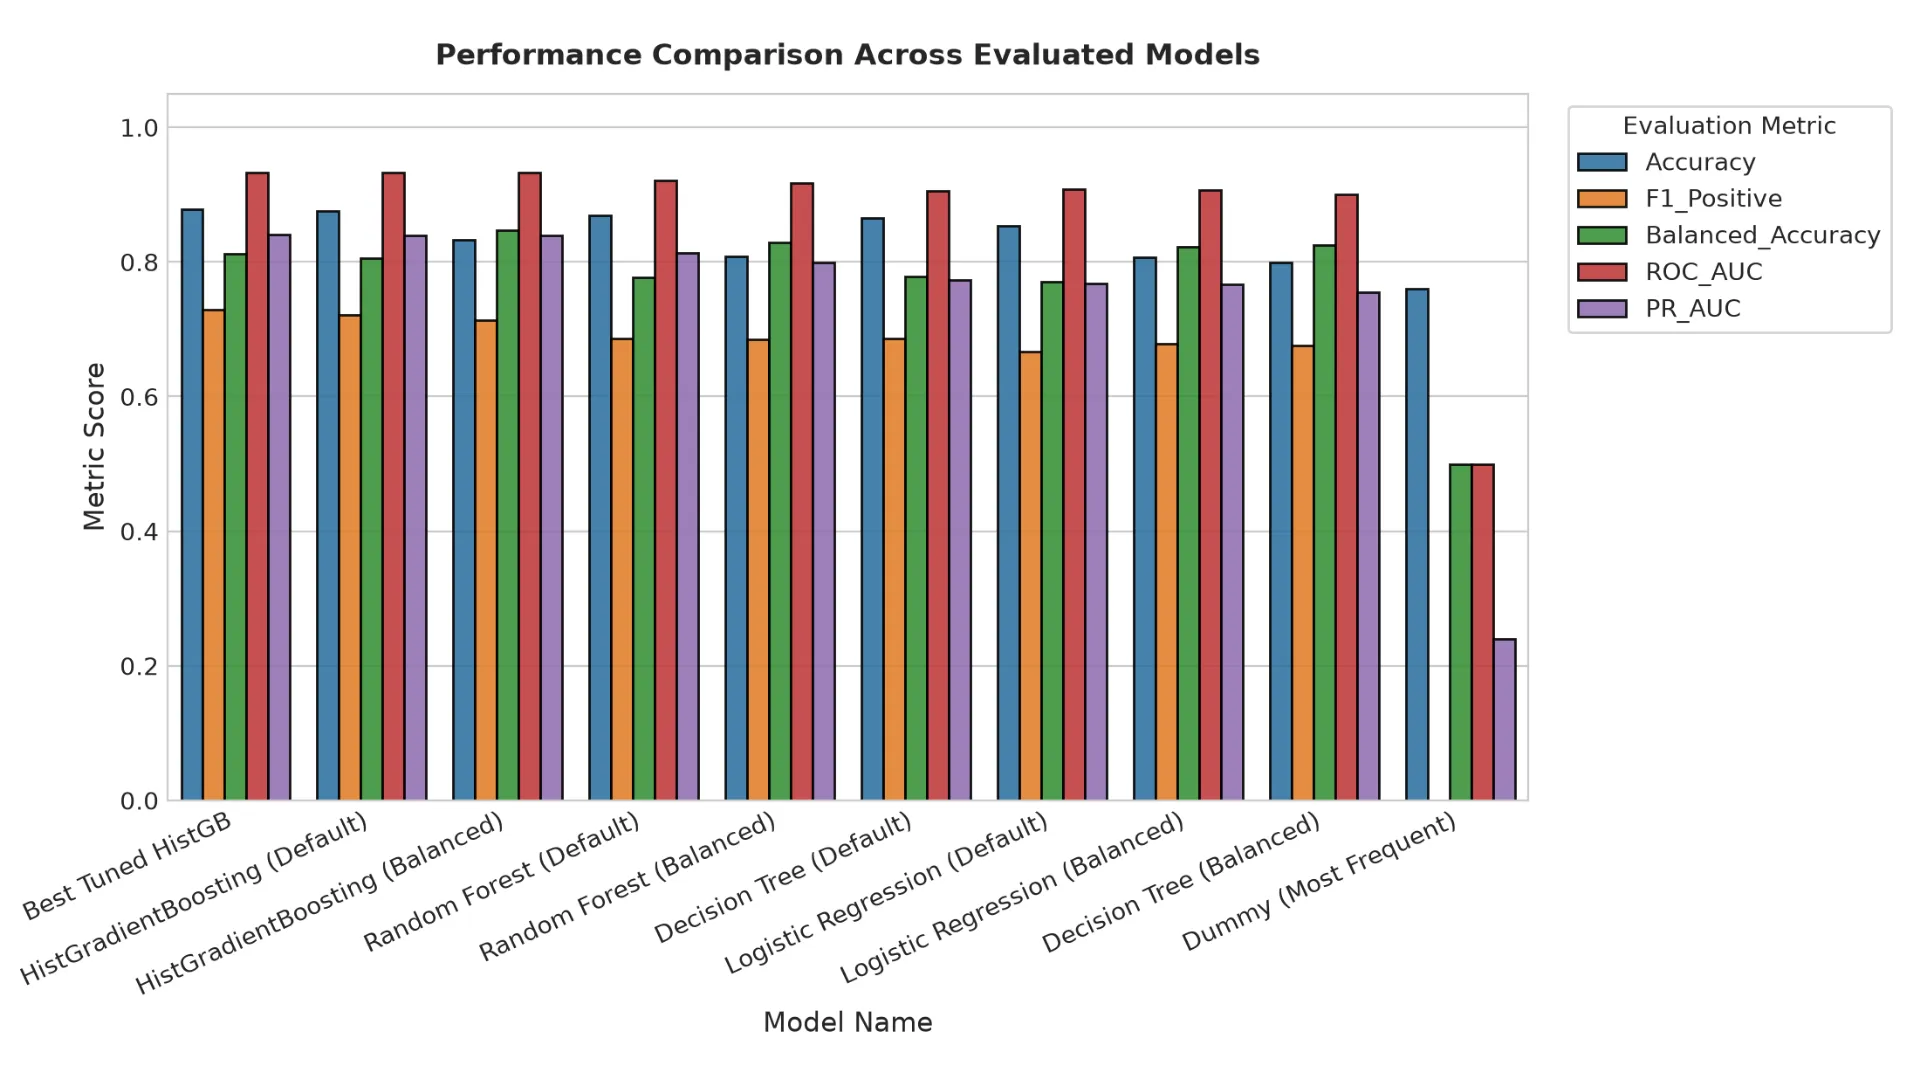 Performance Comparison Across Evaluated Models
Evaluation Metric
Accuracy
F1_Positive
Balanced_Accuracy
ROC_AUC
PR_AUC
Metric Score
1.0
0.8
0.6
0.4
0.2
0.0
Best Tuned HistGB
HistGradientBoosting (Default)
HistGradientBoosting (Balanced)
Random Forest (Default)
Random Forest (Balanced)
Decision Tree (Default)
Logistic Regression (Default)
Logistic Regression (Balanced)
Decision Tree (Balanced)
Dummy (Most Frequent)
Model Name